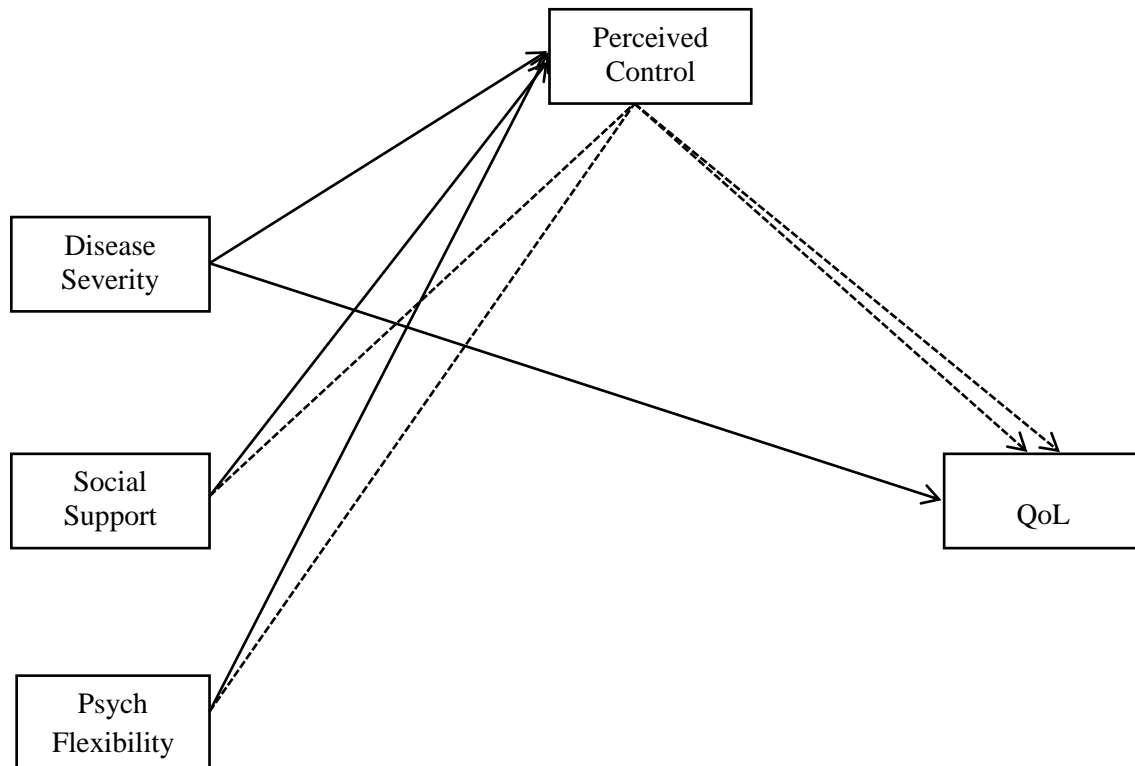 Perceived
Control
Disease
Severity
Social
Support
QoL
Psych
Flexibility